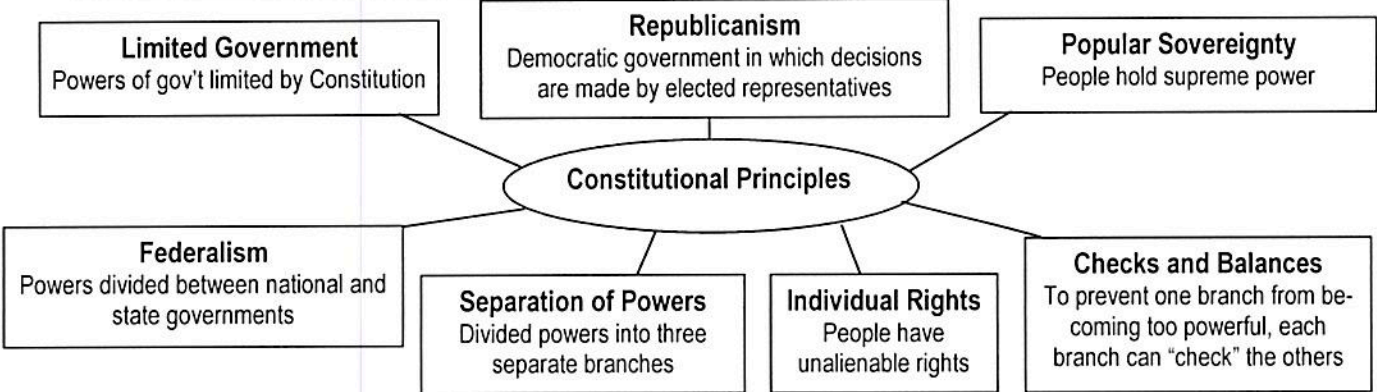 Limited Government
Powers of gov't limited by Constitution
Republicanism
Democratic government in which decisions
are made by elected representatives
Popular Sovereignty
People hold supreme power
Constitutional Principles
Federalism
Powers divided between national and
state governments
Separation of Powers
Divided powers into three
separate branches
Individual Rights
People have
unalienable rights
Checks and Balances
To prevent one branch from be-
coming too powerful, each
branch can “check” the others